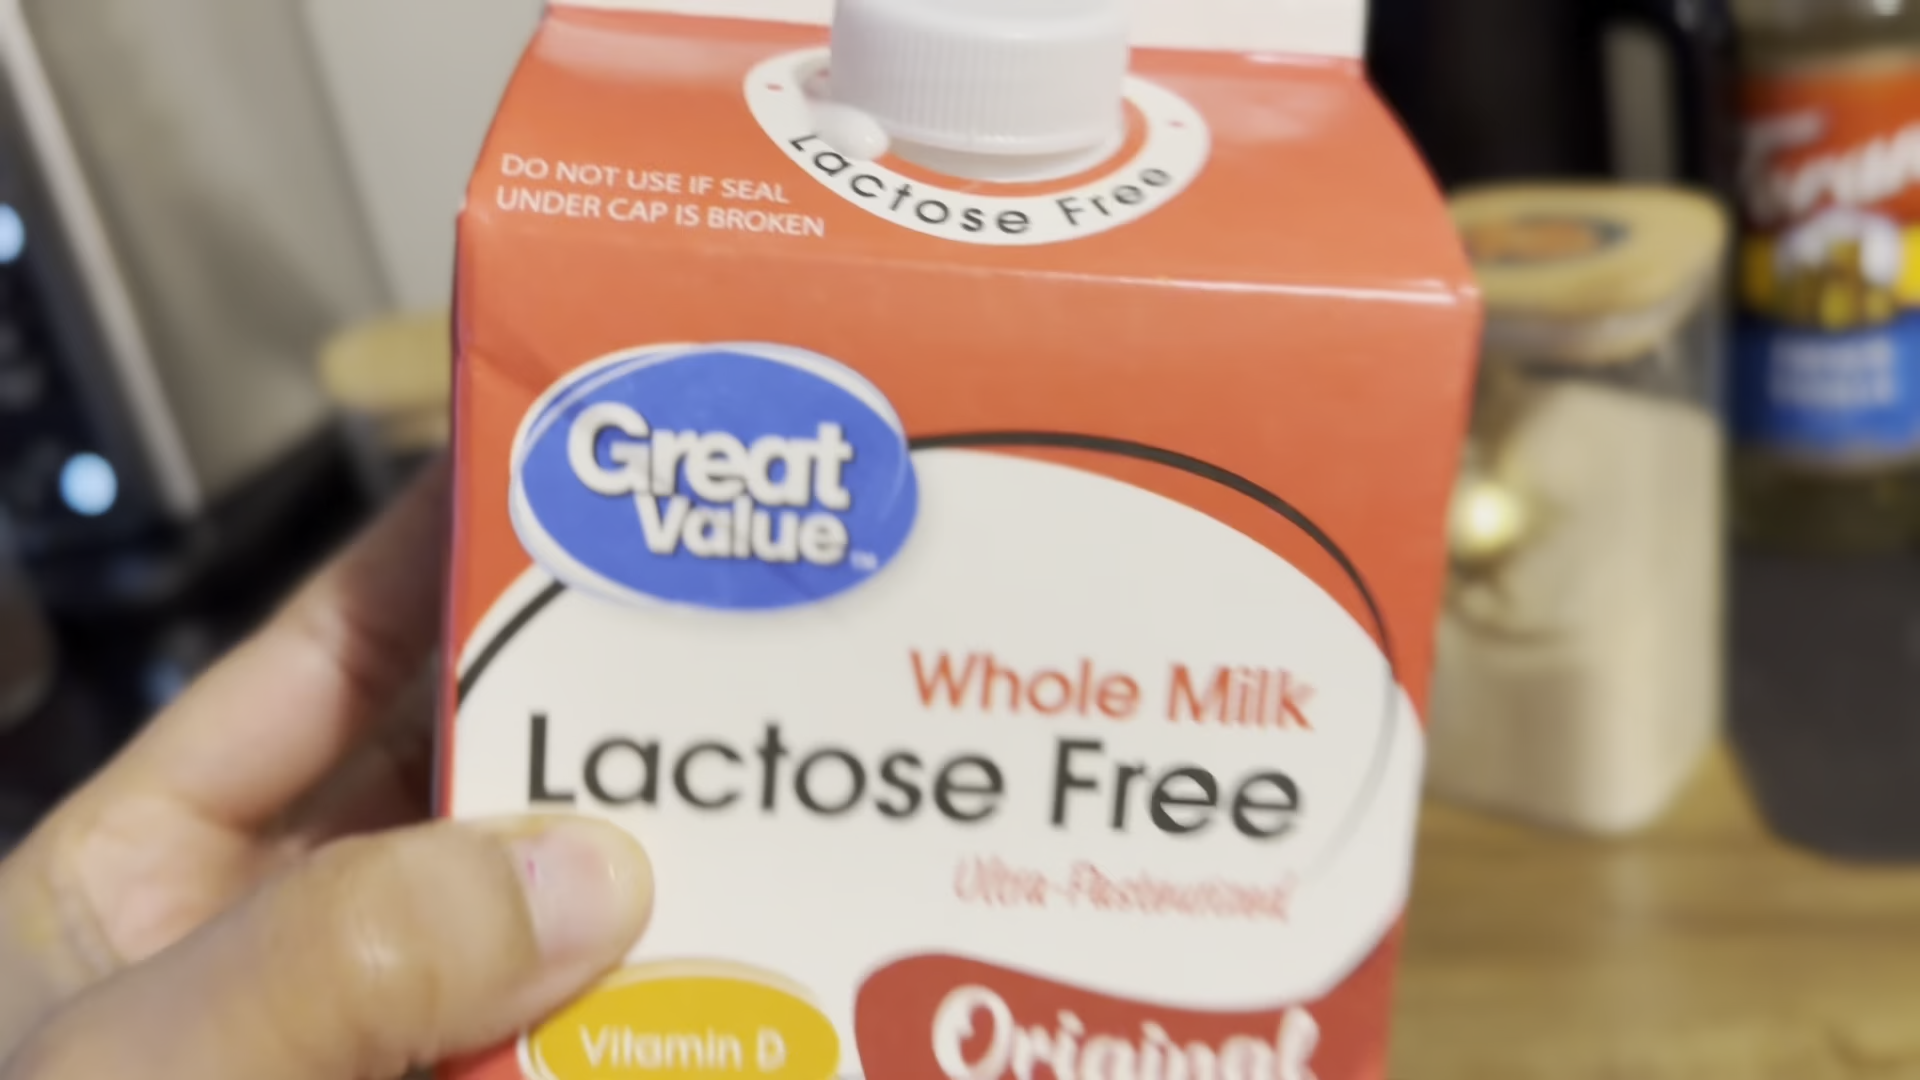 Lactose Free
DO NOT USE IF SEAL
UNDER CAP IS BROKEN
Great
Value
TM
Whole Milk
Lactose Free
Ultra-Pasteurized
Vitamin D
Original